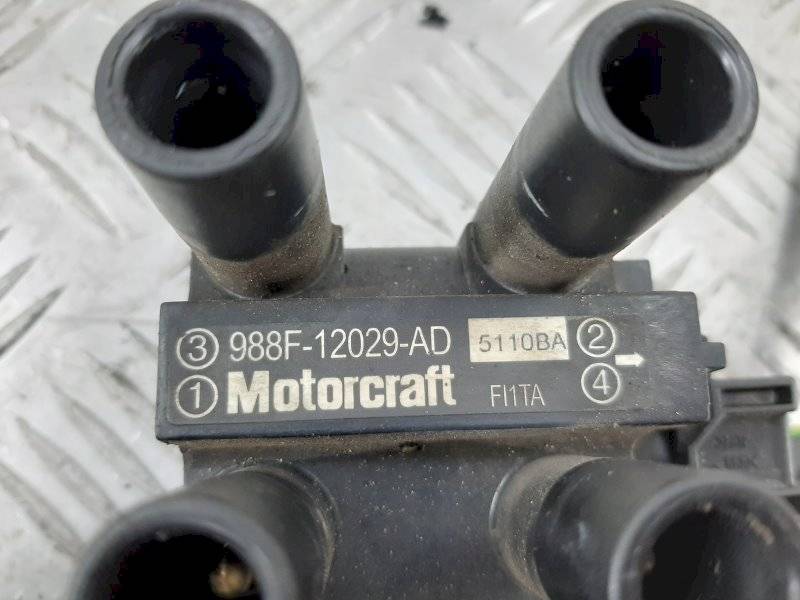 ③ 988F-12029-AD 5110BA ②
① Motorcraft FI1TA ④